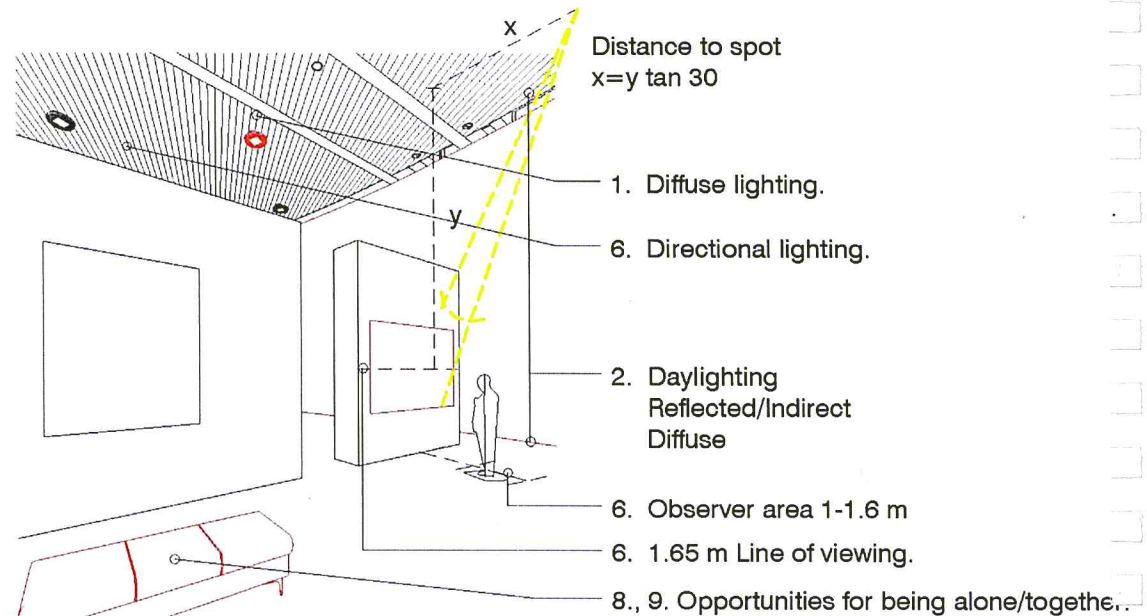 x
Distance to spot
x=y tan 30
1. Diffuse lighting.
y
6. Directional lighting.
2. Daylighting
Reflected/Indirect
Diffuse
6. Observer area 1-1.6 m
6. 1.65 m Line of viewing.
8., 9. Opportunities for being alone/together.